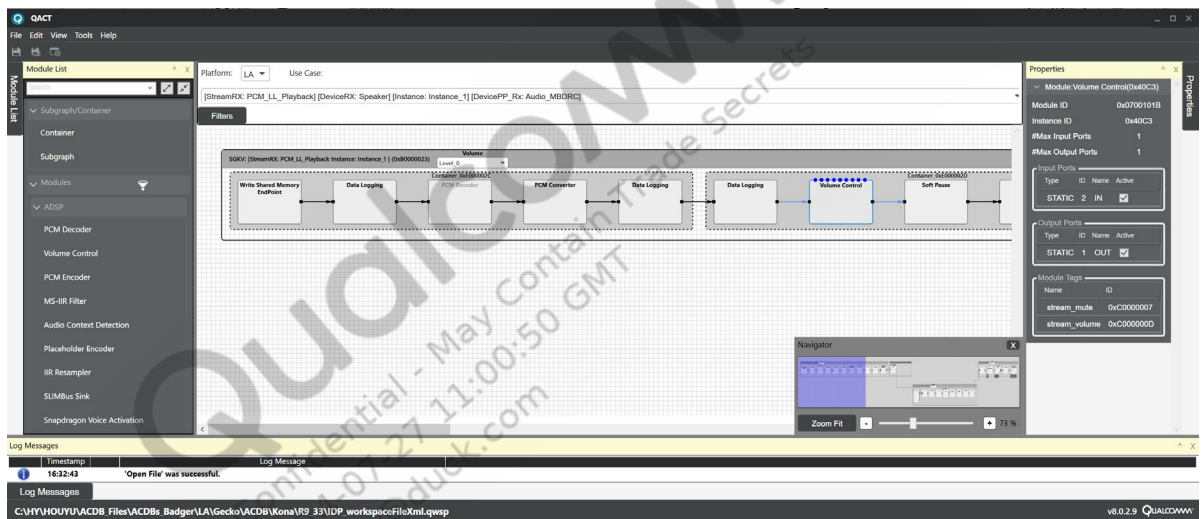 QACT
File Edit View Tools Help
Module List
Module List
Search
Subgraph/Container
Container
Subgraph
Modules
ADSP
PCM Decoder
Volume Control
PCM Encoder
MS-IIR Filter
Audio Context Detection
Placeholder Encoder
IIR Resampler
SLIMBus Sink
Snapdragon Voice Activation
Platform: LA Use Case:
[StreamRX: PCM_LL_Playback] [DeviceRX: Speaker] [Instance: Instance_1] [DevicePP_Rx: Audio_MBDRC]
Filters
SGKV: [StreamRX: PCM_LL_Playback Instance: Instance_1 ] (0xB0000023)
Volume
Level_0
Container_0xE000002C
Write Shared Memory EndPoint
Data Logging
PCM Decoder
PCM Converter
Data Logging
Container_0xE000002D
Data Logging
Volume Control
Soft Pause
Navigator X
Zoom Fit - + 73 %
Properties
Properties
Module:Volume Control(0x40C3)
Module ID 0x0700101B
Instance ID 0x40C3
#Max Input Ports 1
#Max Output Ports 1
Input Ports
Type ID Name Active
STATIC 2 IN
Output Ports
Type ID Name Active
STATIC 1 OUT
Module Tags
Name ID
stream_mute 0xC0000007
stream_volume 0xC000000D
Log Messages
Timestamp Log Message
16:32:43 'Open File' was successful.
Log Messages
C:\HY\HOUYU\ACDB_Files\ACDBs_Badger\LA\Gecko\ACDB\Kona\R9_33\IDP_workspaceFileXml.qwsp
v8.0.2.9 QUALCOMM
Qualcomm
May Contain Trade Secrets
11:00:50 GMT